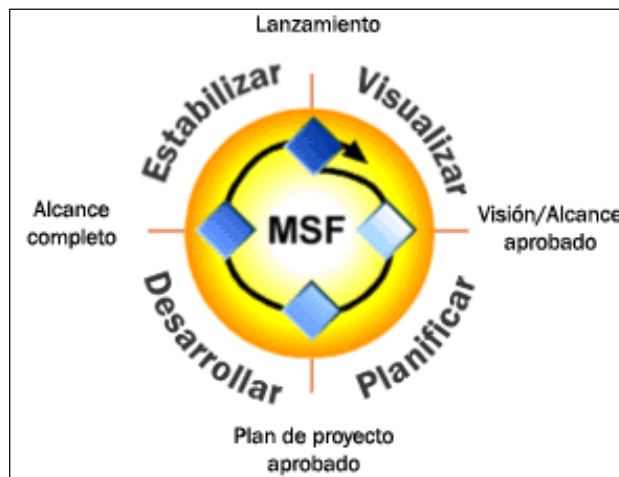 Lanzamiento
Estabilizar
Visualizar
Alcance
completo
MSF
Visión/Alcance
aprobado
Desarrollar
Planificar
Plan de proyecto
aprobado